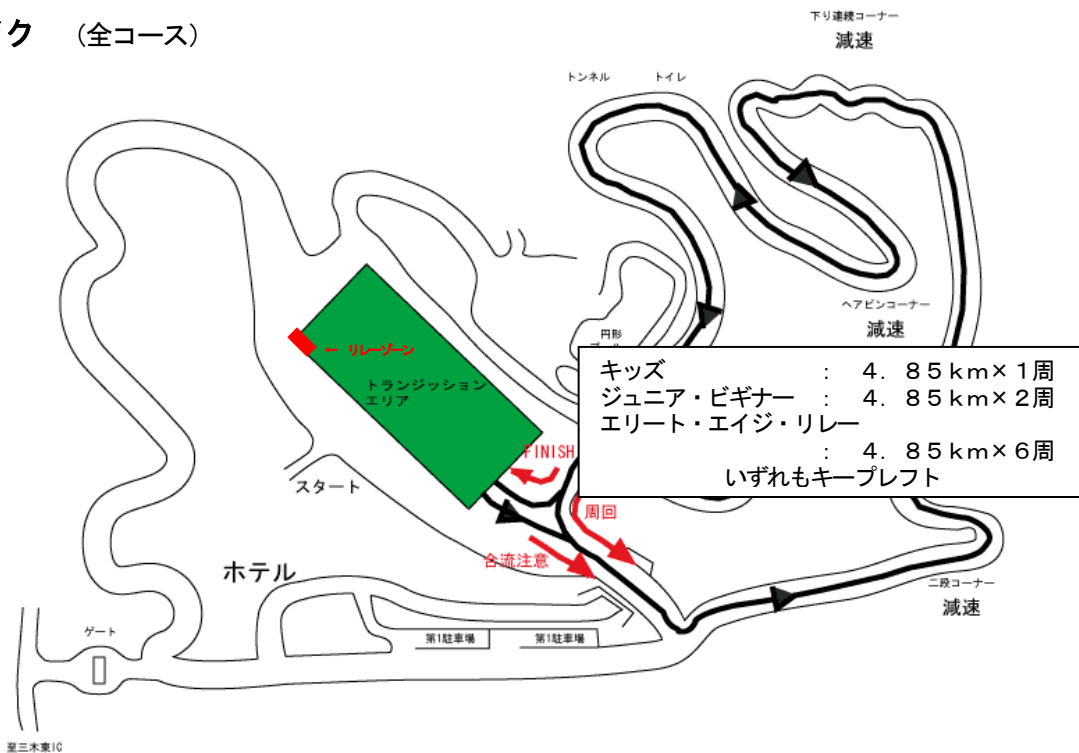 ク （全コース）
下り連続コーナー
減速
トンネル トイレ
ヘアピンコーナー
減速
円形
← リレーゾーン
トランジッション
エリア
キッズ ： ４．８５ｋｍ×１周
ジュニア・ビギナー ： ４．８５ｋｍ×２周
エリート・エイジ・リレー
： ４．８５ｋｍ×６周
いずれもキープレフト
FINISH
スタート
周回
合流注意
ホテル
二段コーナー
減速
ゲート
第1駐車場 第1駐車場
至三木東IC